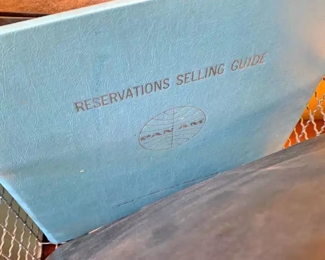 RESERVATIONS SELLING GUIDE
PAN AM